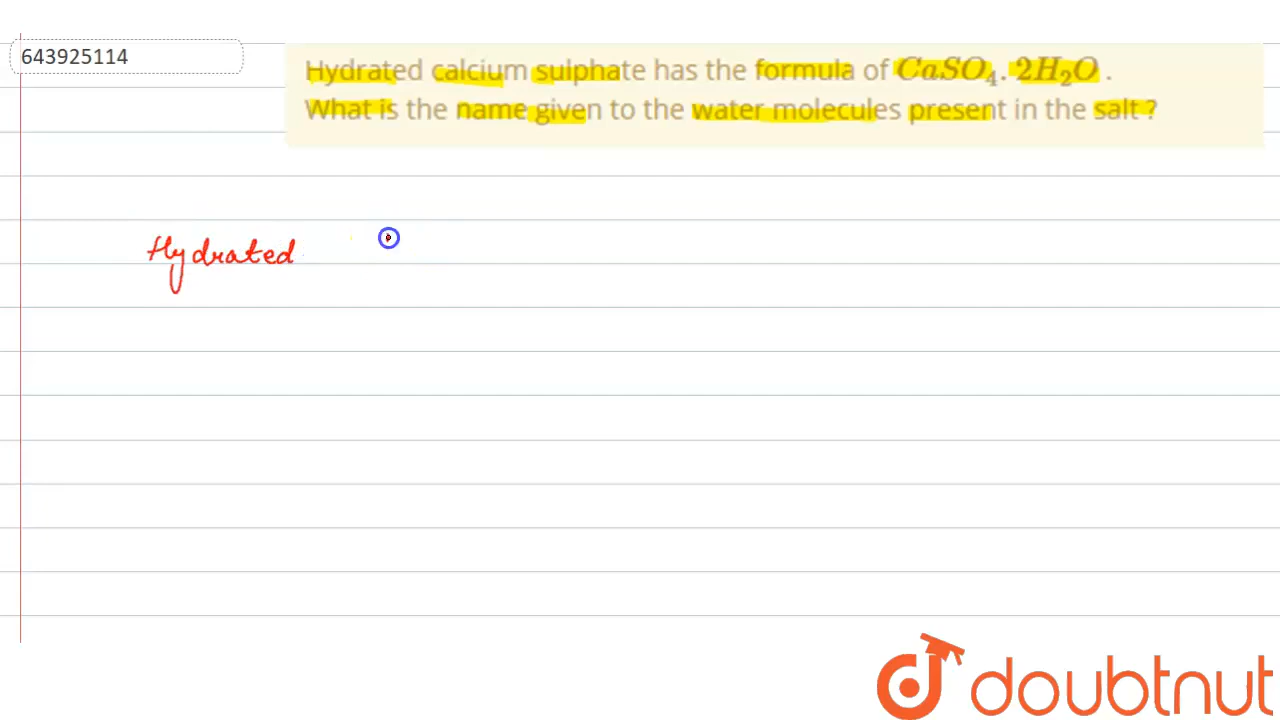 643925114
Hydrated calcium sulphate has the formula of CaSO₄. 2H₂O .
What is the name given to the water molecules present in the salt ?
Hydrated
doubtnut